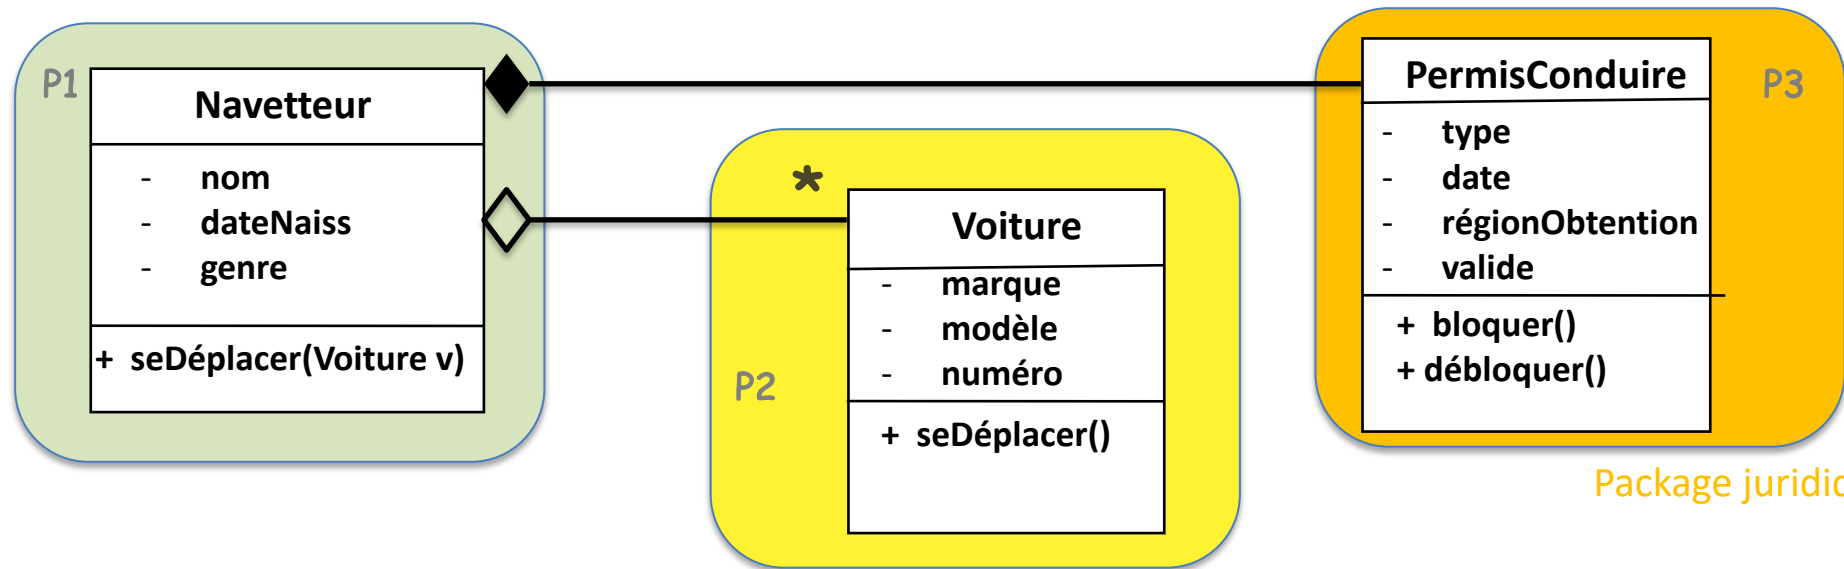 P1
Navetteur
- nom
- dateNaiss
- genre
+ seDéplacer(Voiture v)
*
P2
Voiture
- marque
- modèle
- numéro
+ seDéplacer()
PermisConduire
P3
- type
- date
- régionObtention
- valide
+ bloquer()
+ débloquer()
Package